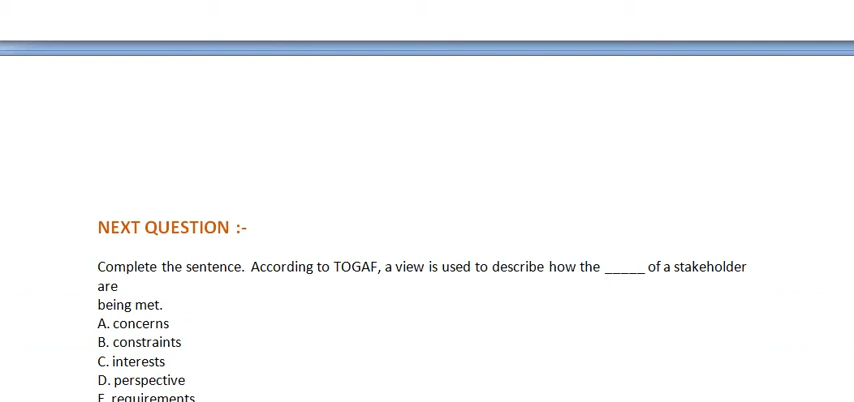 NEXT QUESTION :-
Complete the sentence. According to TOGAF, a view is used to describe how the _____ of a stakeholder
are
being met.
A. concerns
B. constraints
C. interests
D. perspective
E. requirements